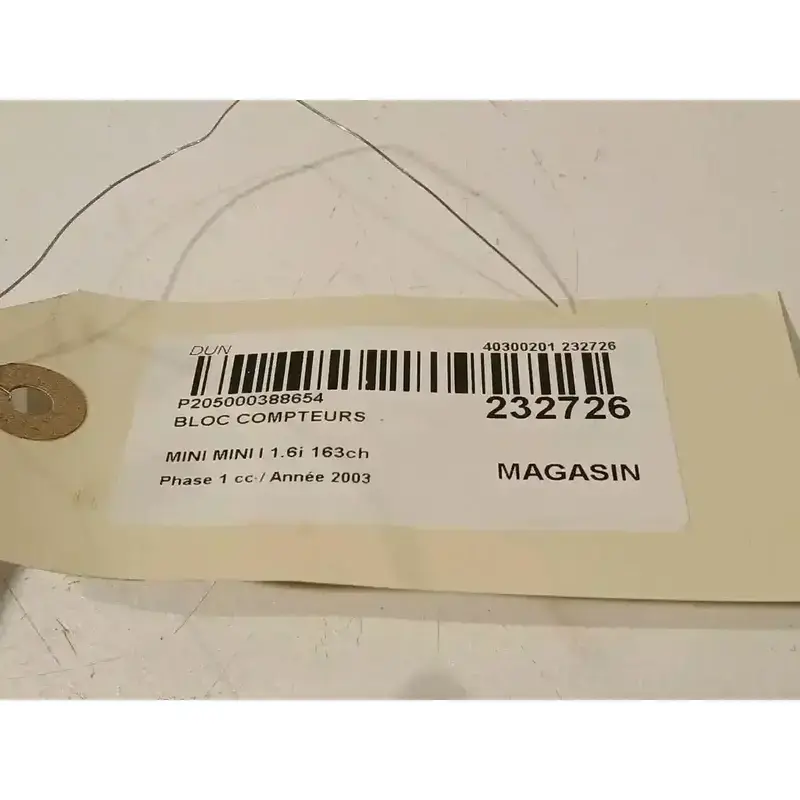 DUN 40300201 232726
P205000388654 232726
BLOC COMPTEURS
MINI MINI I 1.6i 163ch
MAGASIN
Phase 1 cc / Année 2003